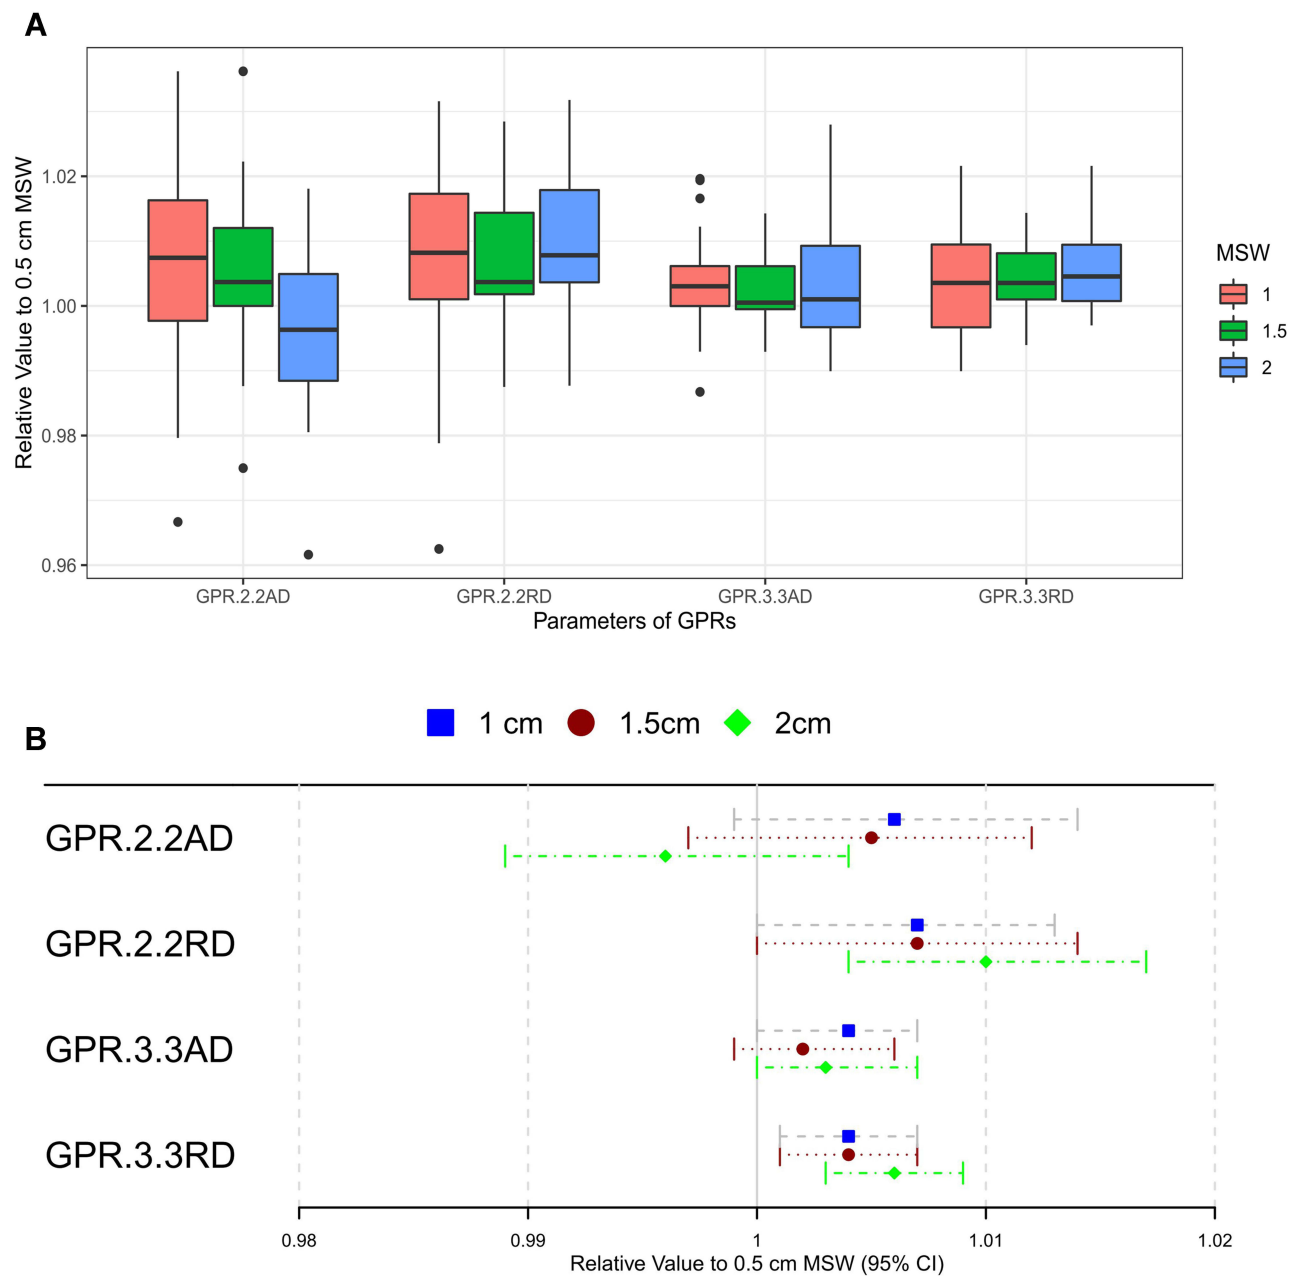 A
Relative Value to 0.5 cm MSW
1.02
1.00
0.98
0.96
GPR.2.2AD GPR.2.2RD GPR.3.3AD GPR.3.3RD
Parameters of GPRs
MSW
1
1.5
2
B
1 cm 1.5cm 2cm
GPR.2.2AD
GPR.2.2RD
GPR.3.3AD
GPR.3.3RD
0.98 0.99 1 1.01 1.02
Relative Value to 0.5 cm MSW (95% CI)